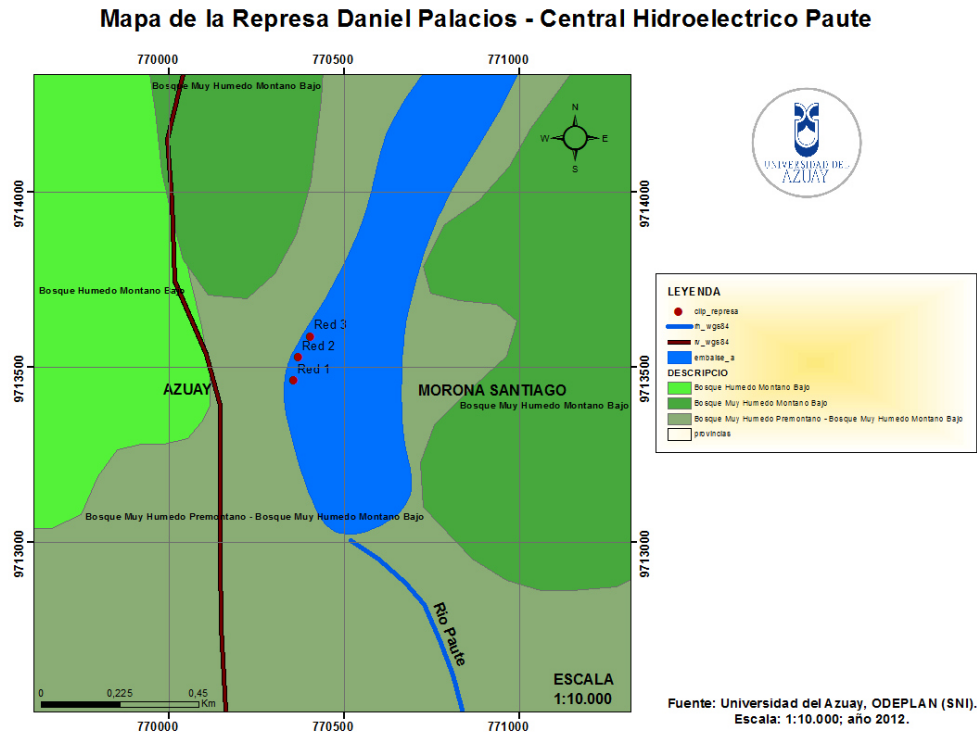 Mapa de la Represa Daniel Palacios - Central Hidroelectrico Paute
770000
770500
771000
Bosque Muy Humedo Montano Bajo
N
W
E
S
UNIVERSIDAD DEL
AZUAY
9714000
9714000
Bosque Humedo Montano Bajo
Red 3
Red 2
Red 1
9713500
9713500
AZUAY
MORONA SANTIAGO
Bosque Muy Humedo Montano Bajo
LEYENDA
clip_represa
rh_wgs84
rv_wgs84
embalse_a
DESCRIPCIO
Bosque Humedo Montano Bajo
Bosque Muy Humedo Montano Bajo
Bosque Muy Humedo Premontano - Bosque Muy Humedo Montano Bajo
provincias
Bosque Muy Humedo Premontano - Bosque Muy Humedo Montano Bajo
9713000
9713000
Rio Paute
ESCALA
1:10.000
0
0,225
0,45
Km
770000
770500
771000
Fuente: Universidad del Azuay, ODEPLAN (SNI).
Escala: 1:10.000; año 2012.